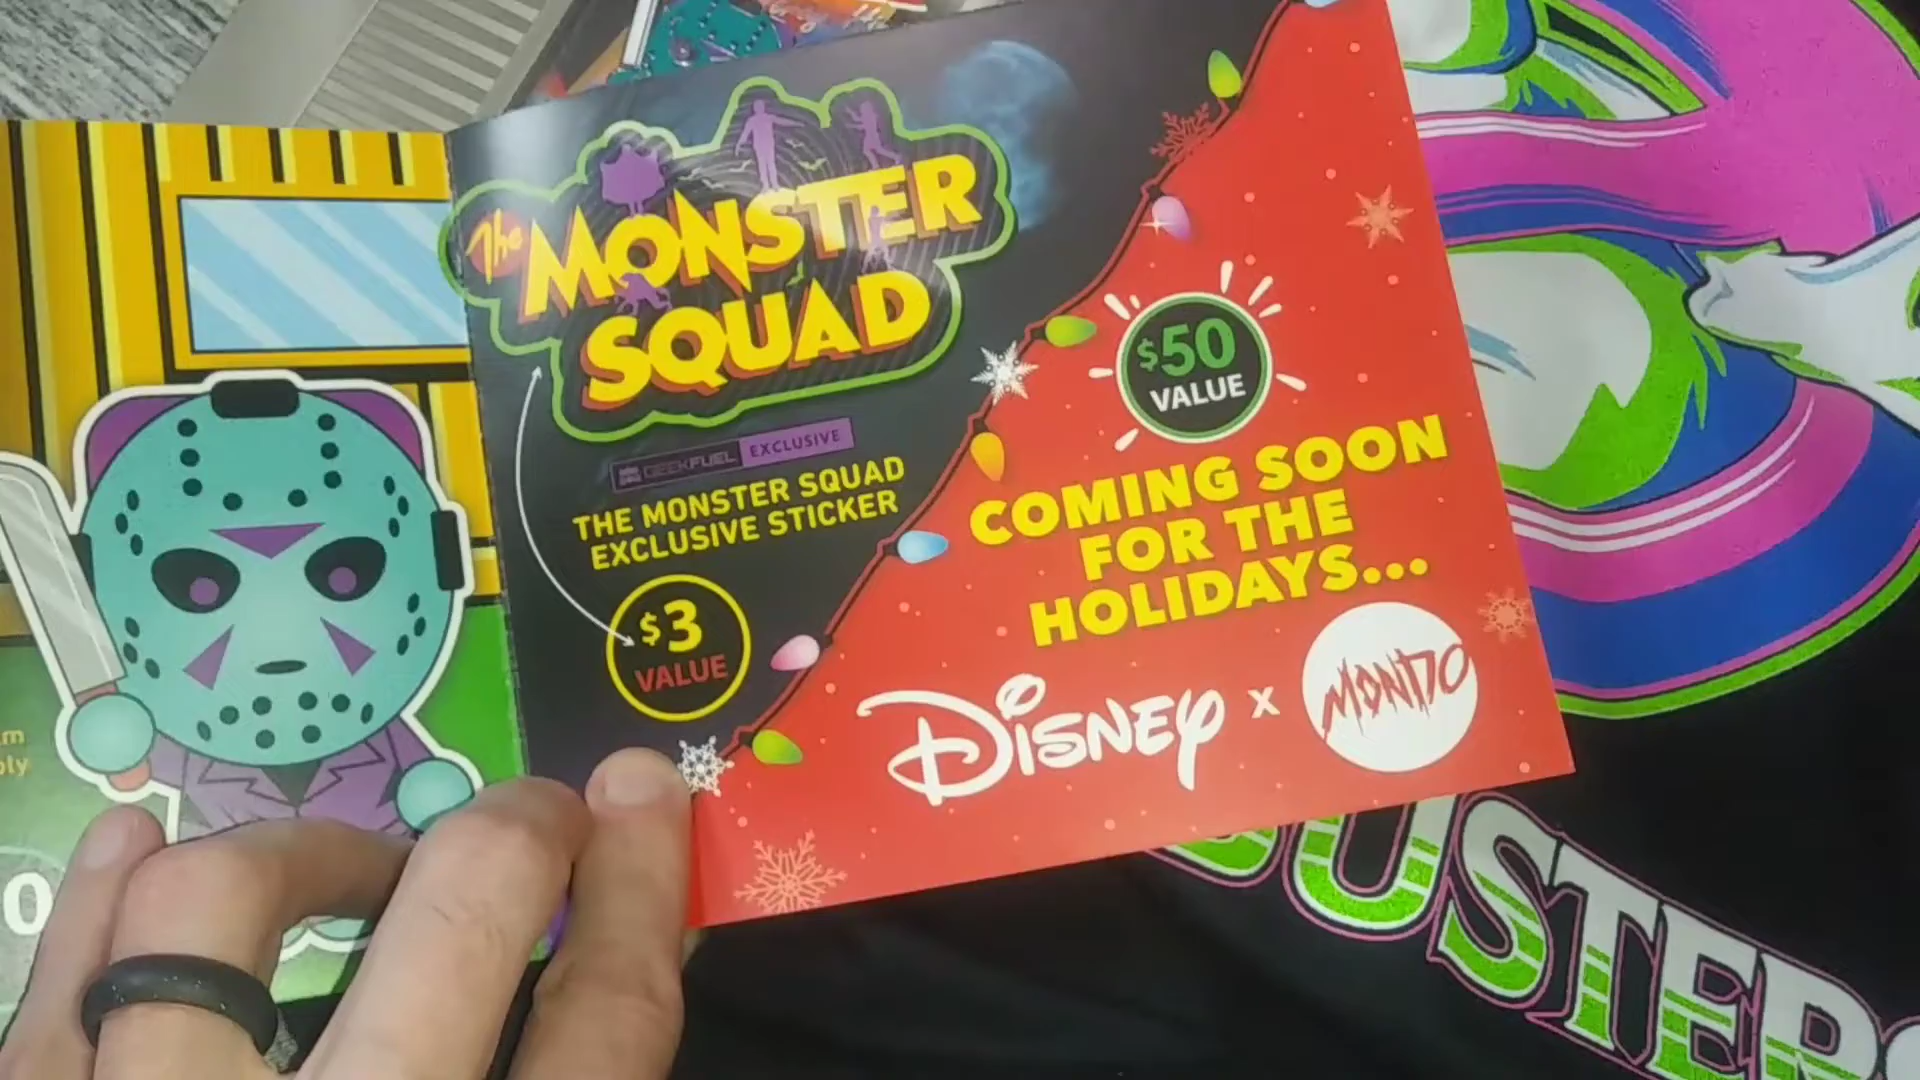 The
MONSTER
SQUAD
GEEKFUEL EXCLUSIVE
THE MONSTER SQUAD
EXCLUSIVE STICKER
$3
VALUE
$50
VALUE
COMING SOON
FOR THE
HOLIDAYS...
DISNEY x MONDO
BUSTERS